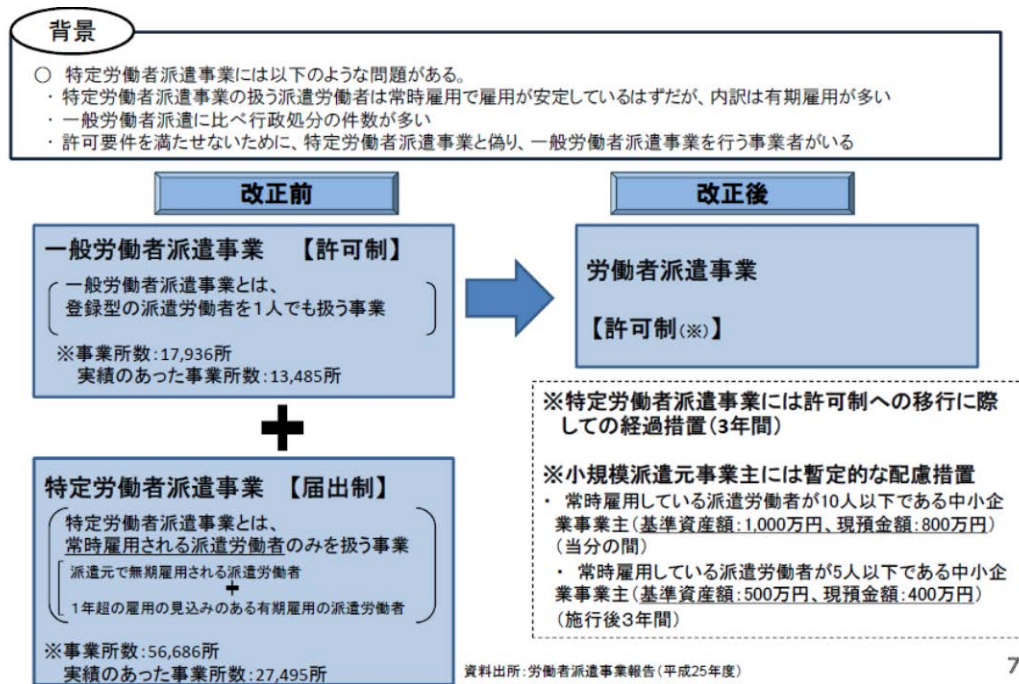 背景
○ 特定労働者派遣事業には以下のような問題がある。
・特定労働者派遣事業の扱う派遣労働者は常時雇用で雇用が安定しているはずだが、内訳は有期雇用が多い
・一般労働者派遣に比べ行政処分の件数が多い
・許可要件を満たせないために、特定労働者派遣事業と偽り、一般労働者派遣事業を行う事業者がいる
改正前
一般労働者派遣事業 【許可制】
一般労働者派遣事業とは、
登録型の派遣労働者を1人でも扱う事業
※事業所数:17,936所
実績のあった事業所数:13,485所
+
特定労働者派遣事業 【届出制】
特定労働者派遣事業とは、
常時雇用される派遣労働者のみを扱う事業
派遣元で無期雇用される派遣労働者
+
1年超の雇用の見込みのある有期雇用の派遣労働者
※事業所数:56,686所
実績のあった事業所数:27,495所
改正後
労働者派遣事業
【許可制(※)】
※特定労働者派遣事業には許可制への移行に際
しての経過措置(3年間)
※小規模派遣元事業主には暫定的な配慮措置
・ 常時雇用している派遣労働者が10人以下である中小企
業事業主(基準資産額:1,000万円、現預金額:800万円)
(当分の間)
・ 常時雇用している派遣労働者が5人以下である中小企
業事業主(基準資産額:500万円、現預金額:400万円)
(施行後3年間)
資料出所:労働者派遣事業報告(平成25年度)
7